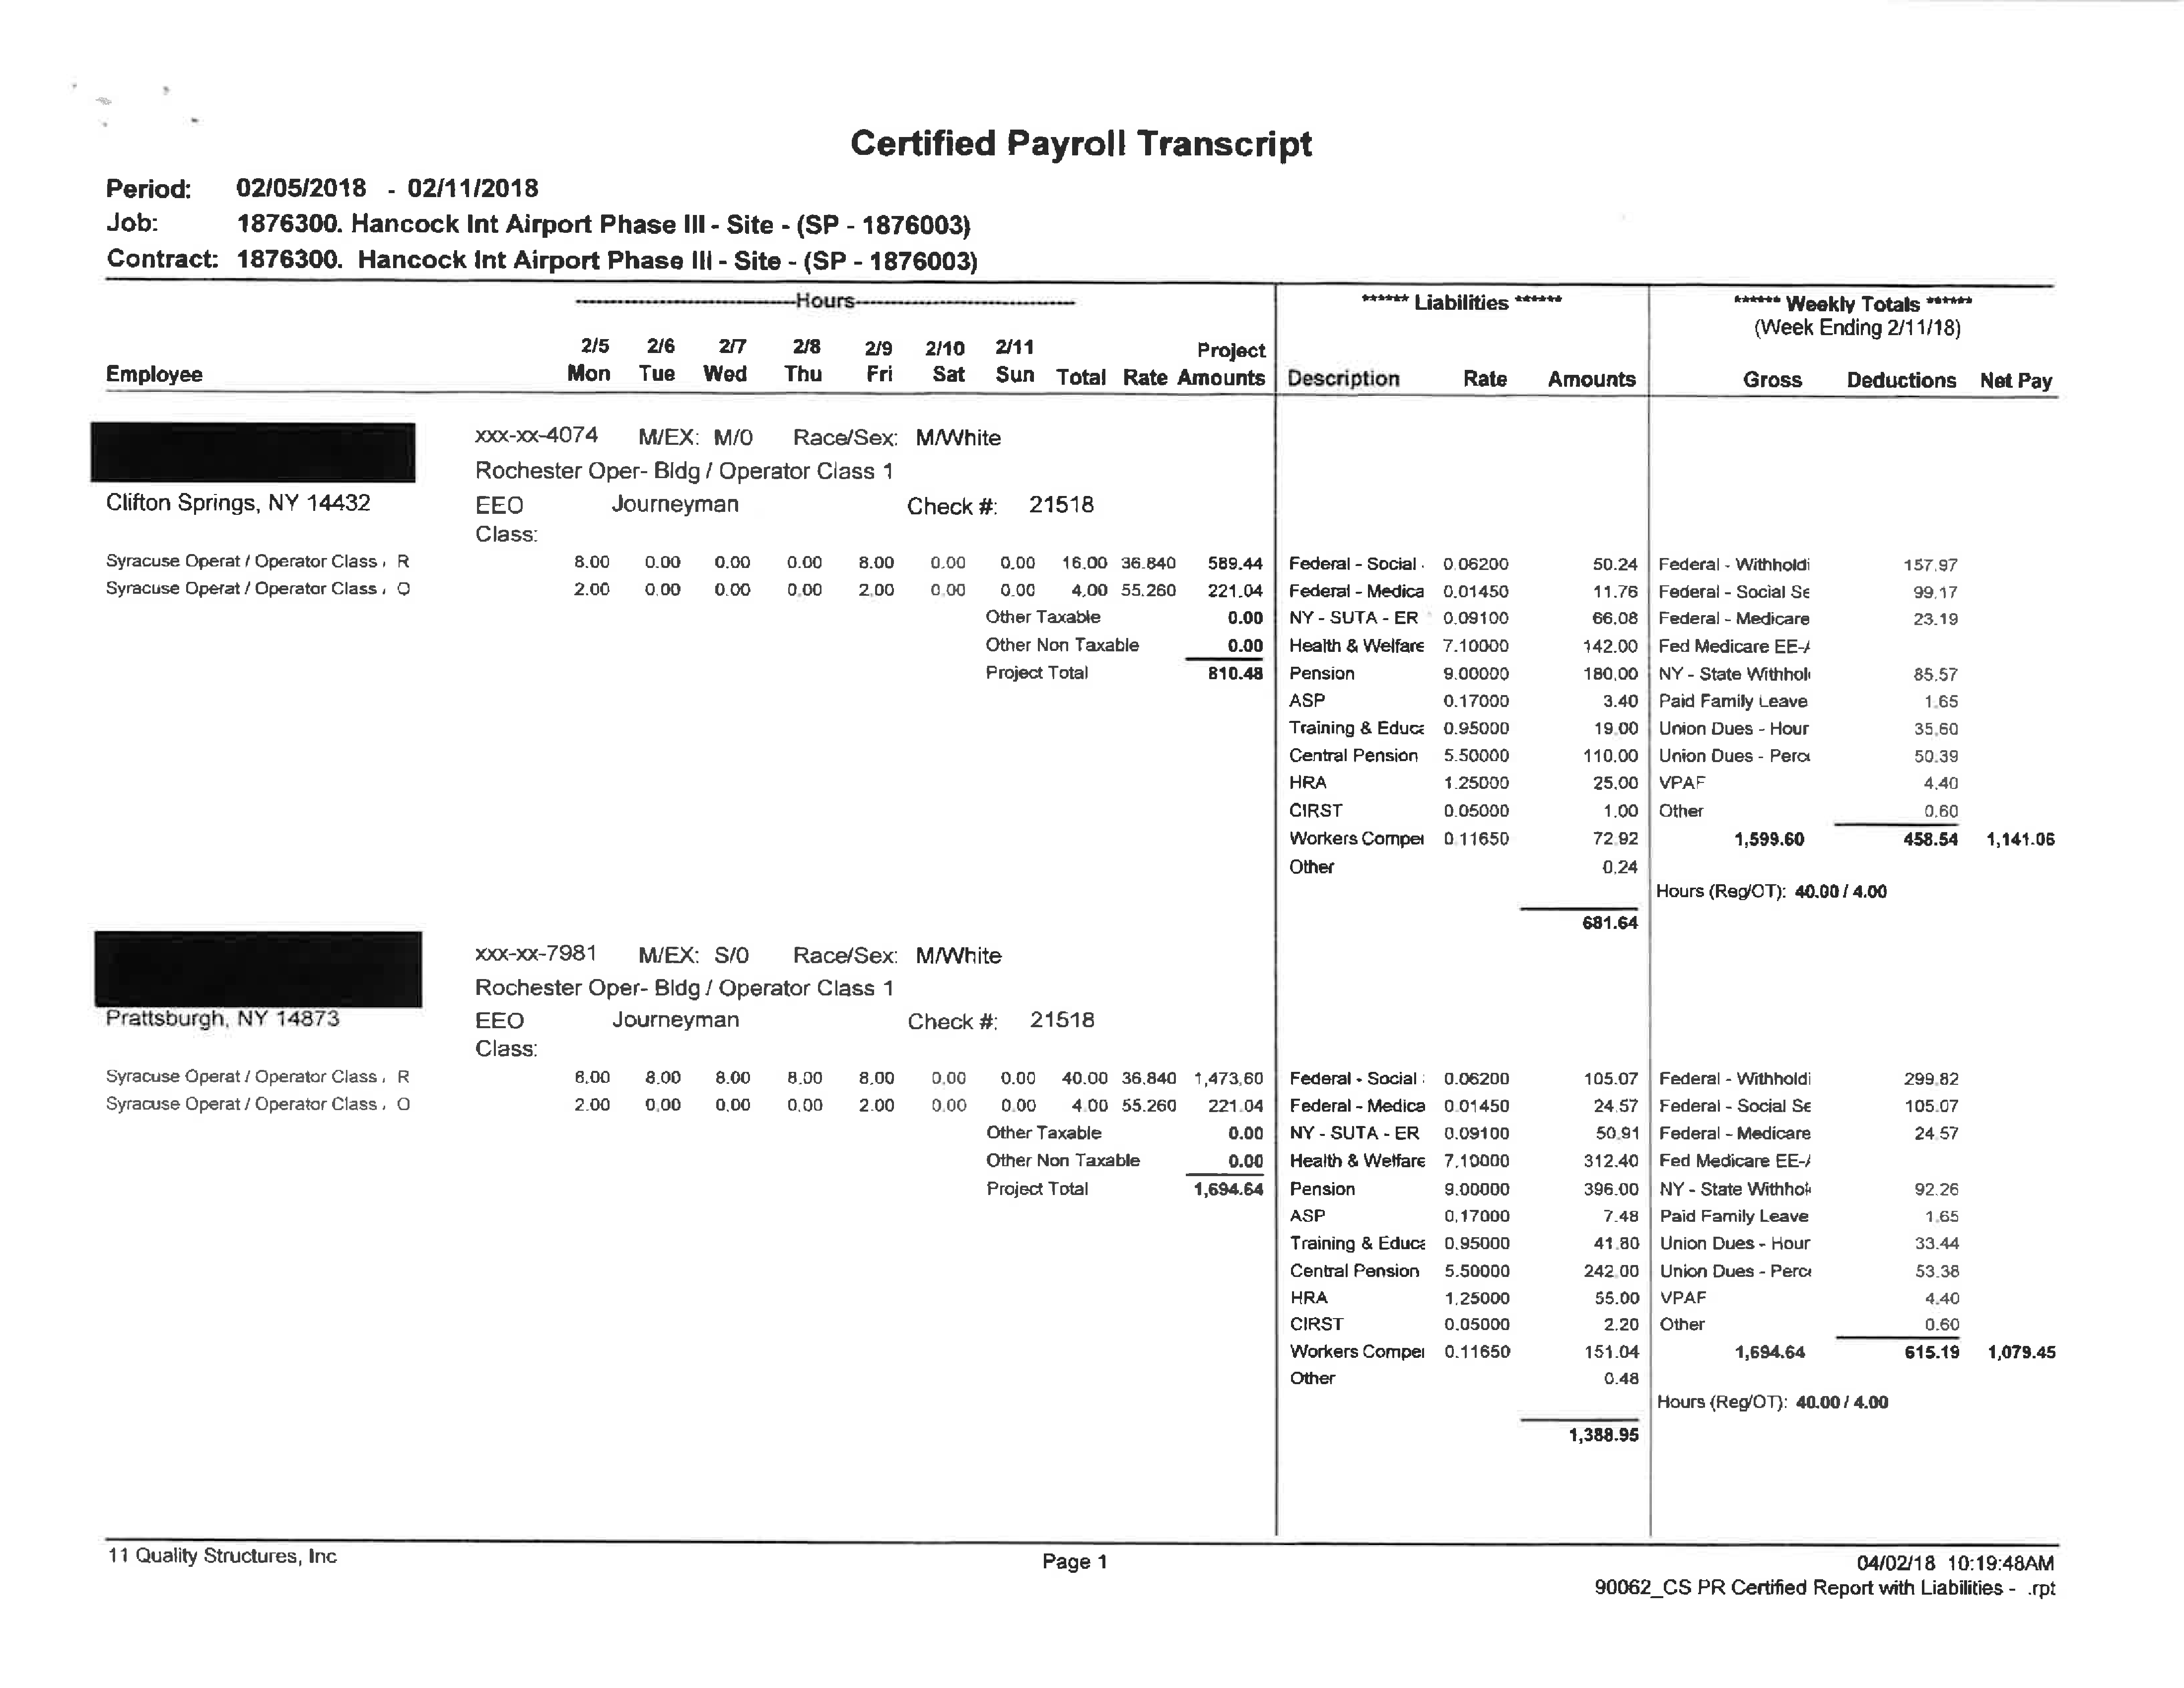 Certified Payroll Transcript
Period: 02/05/2018 - 02/11/2018
Job: 1876300. Hancock Int Airport Phase III - Site - (SP - 1876003)
Contract: 1876300. Hancock Int Airport Phase III - Site - (SP - 1876003)
Hours ****** Liabilities ****** ****** Weekly Totals ******
(Week Ending 2/11/18)
2/5 2/6 2/7 2/8 2/9 2/10 2/11 Project
Employee Mon Tue Wed Thu Fri Sat Sun Total Rate Amounts Description Rate Amounts Gross Deductions Net Pay
xxx-xx-4074 M/EX: M/0 Race/Sex: M/White
Rochester Oper- Bldg / Operator Class 1
Clifton Springs, NY 14432 EEO Journeyman Check #: 21518
Class:
Syracuse Operat / Operator Class , R 8.00 0.00 0.00 0.00 8.00 0.00 0.00 16.00 36.840 589.44 Federal - Social 0.06200 50.24 Federal - Withholdi 157.97
Syracuse Operat / Operator Class , O 2.00 0.00 0.00 0.00 2.00 0.00 0.00 4.00 55.260 221.04 Federal - Medica 0.01450 11.76 Federal - Social Se 99.17
Other Taxable 0.00 NY - SUTA - ER 0.09100 66.08 Federal - Medicare 23.19
Other Non Taxable 0.00 Health & Welfare 7.10000 142.00 Fed Medicare EE-/
Project Total 810.48 Pension 9.00000 180.00 NY - State Withhol 85.57
ASP 0.17000 3.40 Paid Family Leave 1.65
Training & Educa 0.95000 19.00 Union Dues - Hour 35.60
Central Pension 5.50000 110.00 Union Dues - Perc 50.39
HRA 1.25000 25.00 VPAF 4.40
CIRST 0.05000 1.00 Other 0.60
Workers Compe 0.11650 72.92 1,599.60 458.54 1,141.06
Other 0.24
Hours (Reg/OT): 40.00 / 4.00
681.64
xxx-xx-7981 M/EX: S/0 Race/Sex: M/White
Rochester Oper- Bldg / Operator Class 1
Prattsburgh, NY 14873 EEO Journeyman Check #: 21518
Class:
Syracuse Operat / Operator Class , R 8.00 8.00 8.00 8.00 8.00 0.00 0.00 40.00 36.840 1,473.60 Federal - Social 0.06200 105.07 Federal - Withholdi 299.82
Syracuse Operat / Operator Class , O 2.00 0.00 0.00 0.00 2.00 0.00 0.00 4.00 55.260 221.04 Federal - Medica 0.01450 24.57 Federal - Social Se 105.07
Other Taxable 0.00 NY - SUTA - ER 0.09100 50.91 Federal - Medicare 24.57
Other Non Taxable 0.00 Health & Welfare 7.10000 312.40 Fed Medicare EE-/
Project Total 1,694.64 Pension 9.00000 396.00 NY - State Withhol 92.26
ASP 0.17000 7.48 Paid Family Leave 1.65
Training & Educa 0.95000 41.80 Union Dues - Hour 33.44
Central Pension 5.50000 242.00 Union Dues - Perc 53.38
HRA 1.25000 55.00 VPAF 4.40
CIRST 0.05000 2.20 Other 0.60
Workers Compe 0.11650 151.04 1,694.64 615.19 1,079.45
Other 0.48
Hours (Reg/OT): 40.00 / 4.00
1,388.95
11 Quality Structures, Inc Page 1 04/02/18 10:19:48AM
90062_CS PR Certified Report with Liabilities - .rpt